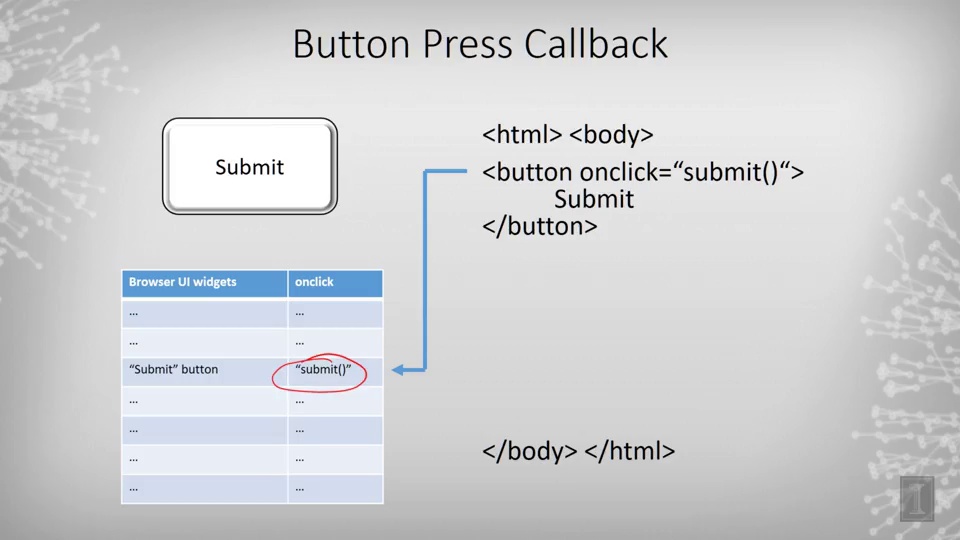 Button Press Callback
Submit
<html> <body>
<button onclick=“submit()“>
Submit
</button>
Browser UI widgets onclick
... ...
... ...
“Submit” button “submit()”
... ...
... ...
... ...
... ...
</body> </html>
I